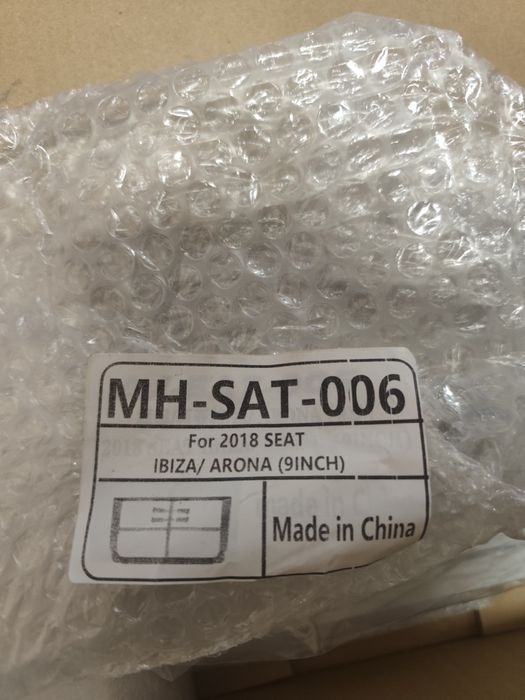 MH-SAT-006
For 2018 SEAT
IBIZA/ ARONA (9INCH)
Made in China